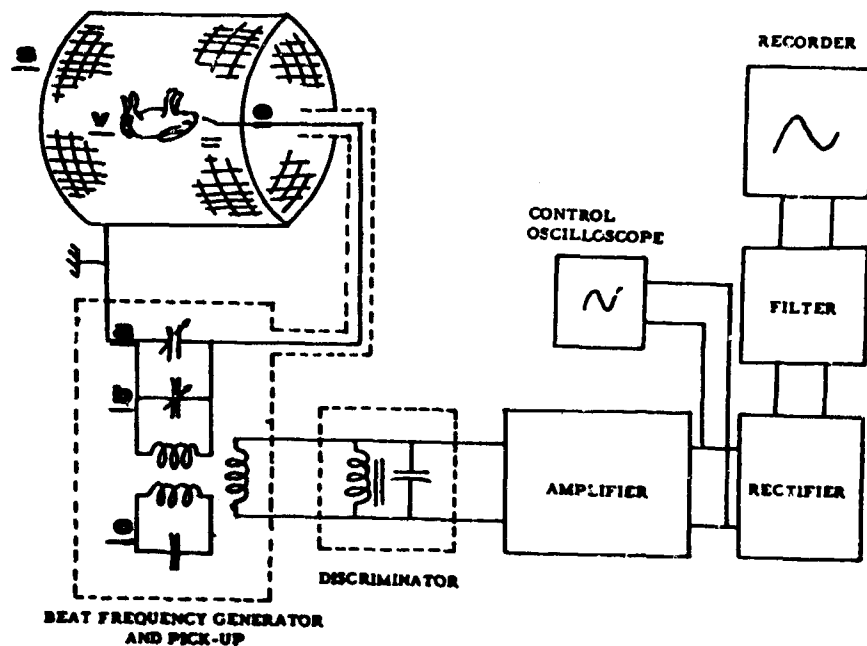 S
V
e
RECORDER
CONTROL
OSCILLOSCOPE
FILTER
a
b
c
AMPLIFIER
RECTIFIER
DISCRIMINATOR
BEAT FREQUENCY GENERATOR
AND PICK-UP